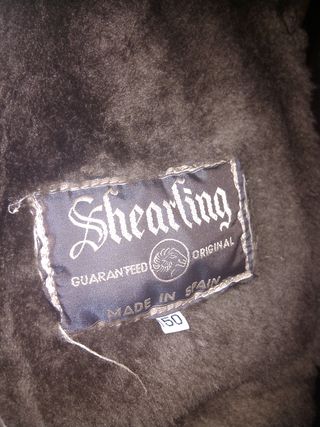 Shearling
GUARANTEED ORIGINAL
MADE IN SPAIN
50